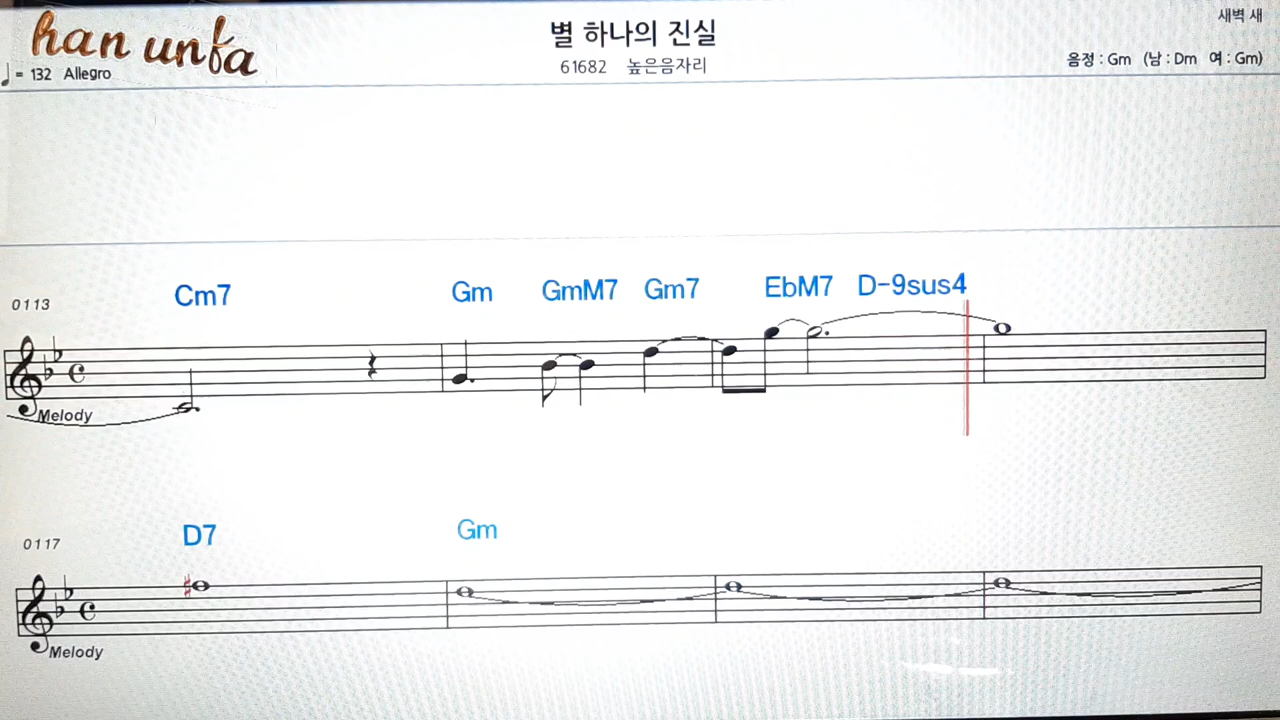 han unfa
별 하나의 진실
새벽 새
♩= 132 Allegro
61682 높은음자리
음정 : Gm (남 : Dm 여 : Gm)
Cm7 Gm GmM7 Gm7 EbM7 D-9sus4
0113
Melody
D7 Gm
0117
Melody